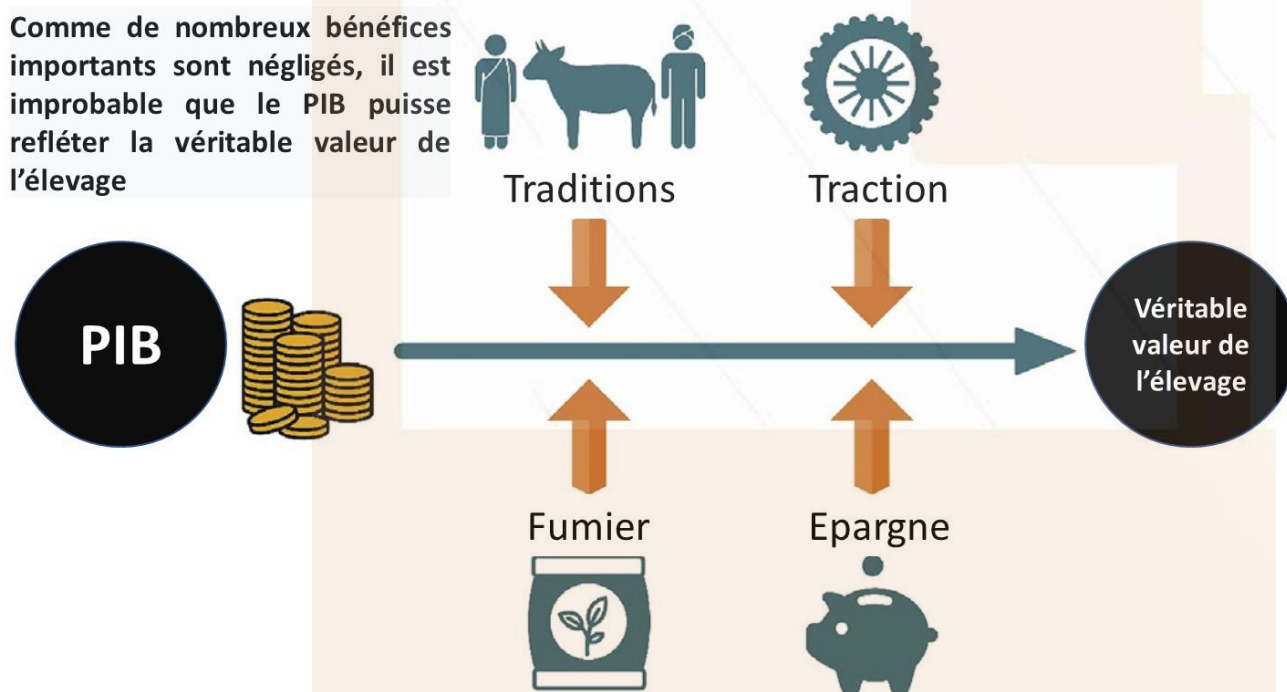 Comme de nombreux bénéfices
importants sont négligés, il est
improbable que le PIB puisse
refléter la véritable valeur de
l'élevage
Traditions
Traction
PIB
Véritable
valeur de
l'élevage
Fumier
Epargne